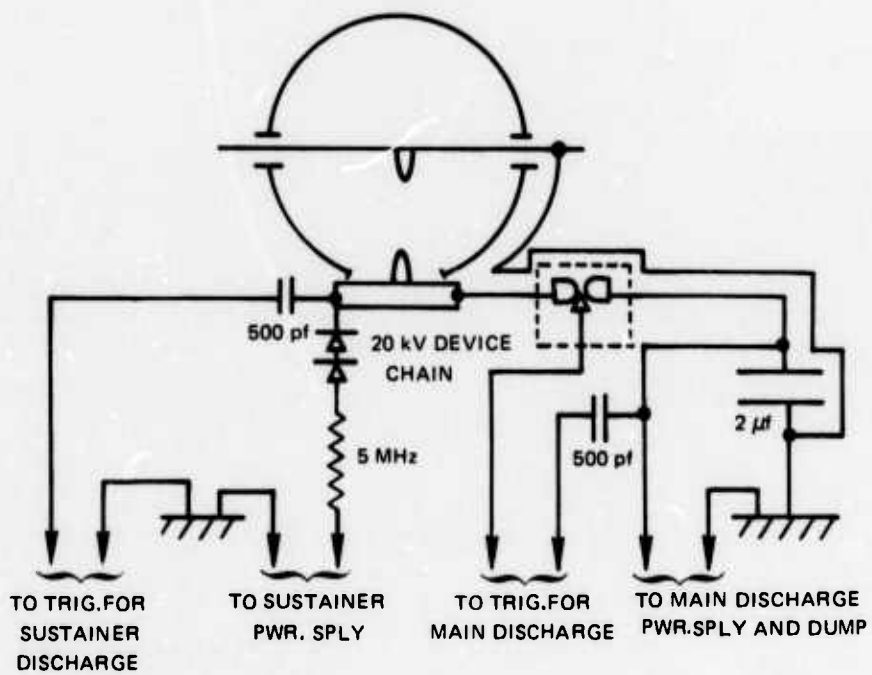 500 pf
20 kV DEVICE
CHAIN
5 MHz
500 pf
2 µf
TO TRIG.FOR
SUSTAINER
DISCHARGE
TO SUSTAINER
PWR. SPLY
TO TRIG.FOR
MAIN DISCHARGE
TO MAIN DISCHARGE
PWR.SPLY AND DUMP